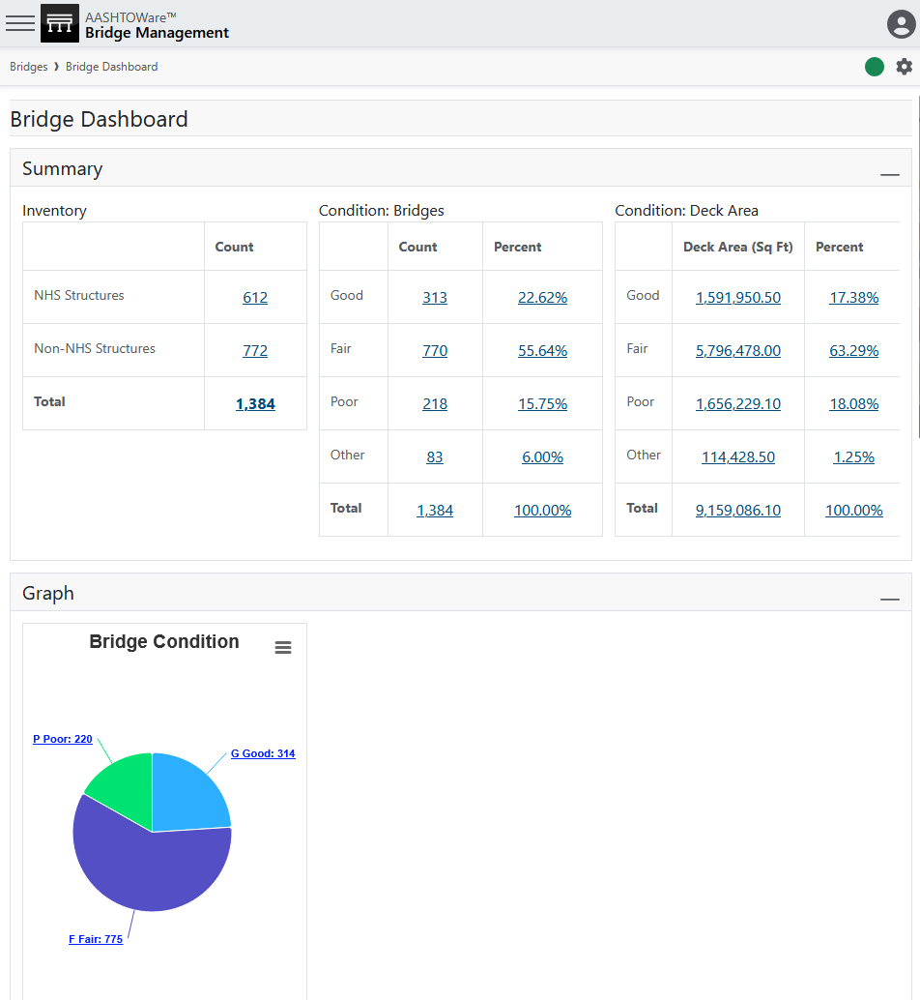 AASHTOWare™
Bridge Management
Bridges ❯ Bridge Dashboard
Bridge Dashboard
Summary
Inventory
Count
NHS Structures 612
Non-NHS Structures 772
Total 1,384
Condition: Bridges
Count Percent
Good 313 22.62%
Fair 770 55.64%
Poor 218 15.75%
Other 83 6.00%
Total 1,384 100.00%
Condition: Deck Area
Deck Area (Sq Ft) Percent
Good 1,591,950.50 17.38%
Fair 5,796,478.00 63.29%
Poor 1,656,229.10 18.08%
Other 114,428.50 1.25%
Total 9,159,086.10 100.00%
Graph
Bridge Condition
P Poor: 220
G Good: 314
F Fair: 775